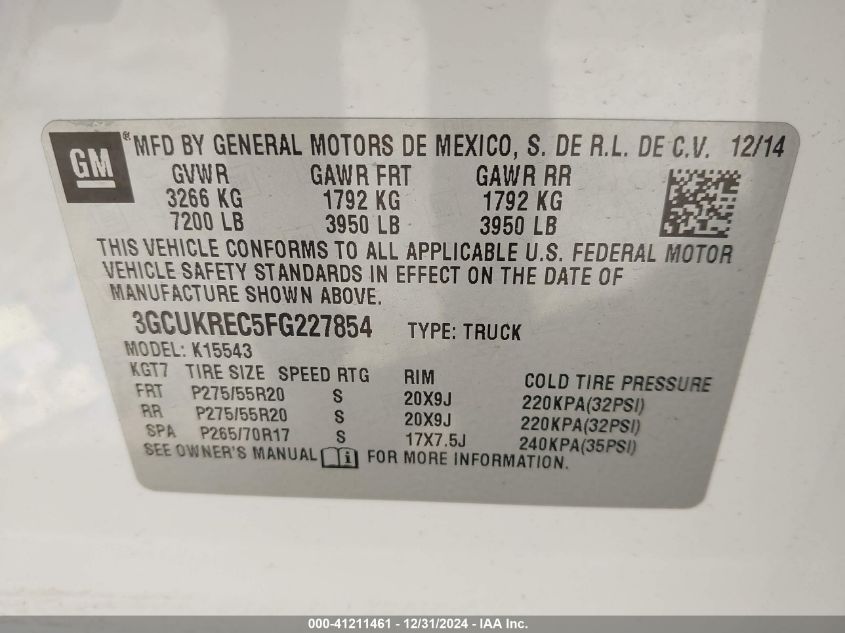 GM ® MFD BY GENERAL MOTORS DE MEXICO, S. DE R.L. DE C.V. 12/14
GVWR GAWR FRT GAWR RR
3266 KG 1792 KG 1792 KG
7200 LB 3950 LB 3950 LB
THIS VEHICLE CONFORMS TO ALL APPLICABLE U.S. FEDERAL MOTOR
VEHICLE SAFETY STANDARDS IN EFFECT ON THE DATE OF
MANUFACTURE SHOWN ABOVE.
3GCUKREC5FG227854 TYPE: TRUCK
MODEL: K15543
KGT7 TIRE SIZE SPEED RTG RIM COLD TIRE PRESSURE
FRT P275/55R20 S 20X9J 220KPA(32PSI)
RR P275/55R20 S 20X9J 220KPA(32PSI)
SPA P265/70R17 S 17X7.5J 240KPA(35PSI)
SEE OWNER'S MANUAL FOR MORE INFORMATION.
000-41211461 - 12/31/2024 - IAA Inc.